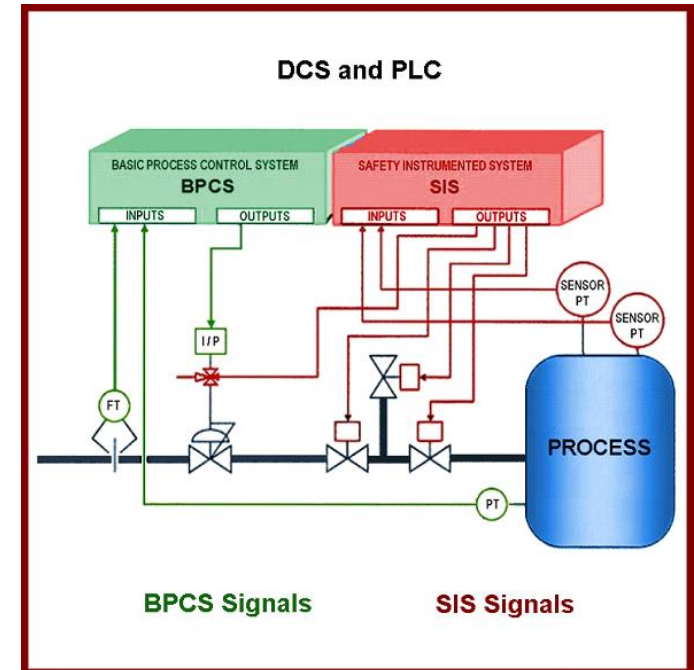 DCS and PLC
BASIC PROCESS CONTROL SYSTEM
BPCS
INPUTS
OUTPUTS
SAFETY INSTRUMENTED SYSTEM
SIS
INPUTS
OUTPUTS
SENSOR
PT
SENSOR
PT
I / P
FT
PROCESS
PT
BPCS Signals
SIS Signals